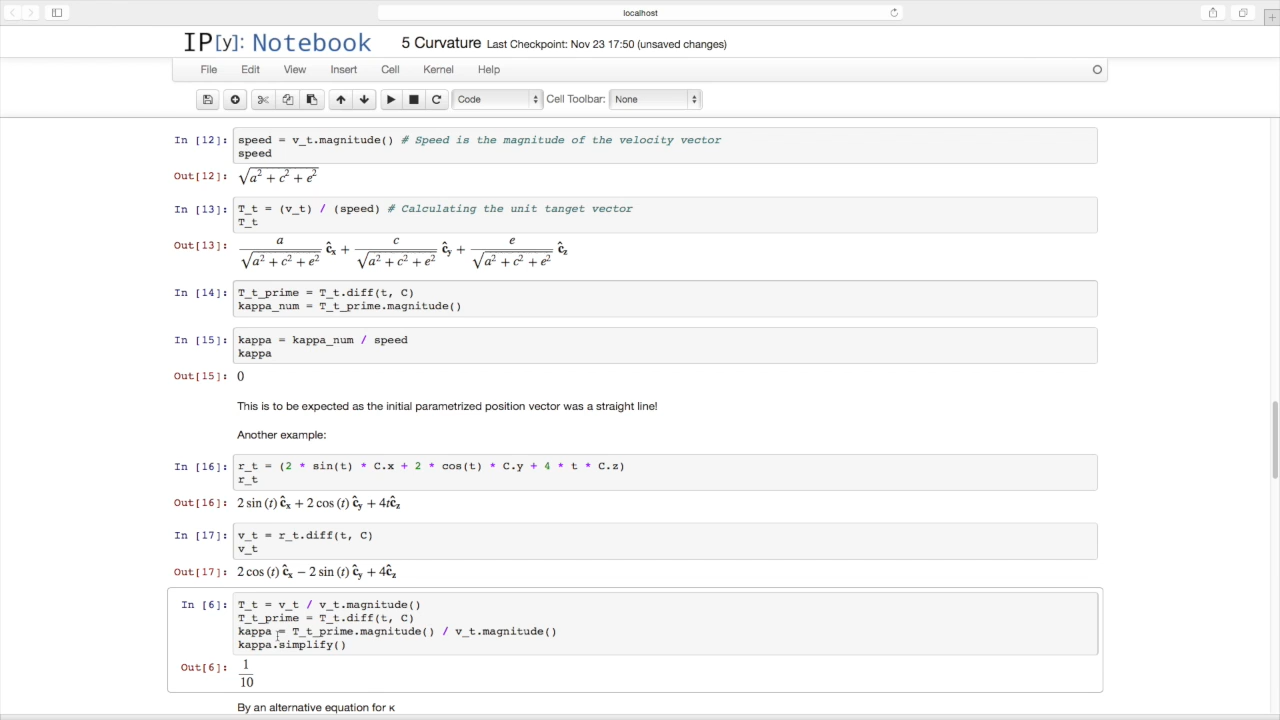 localhost
IP[y]: Notebook 5 Curvature Last Checkpoint: Nov 23 17:50 (unsaved changes)
File Edit View Insert Cell Kernel Help
Code Cell Toolbar: None
In [12]: speed = v_t.magnitude() # Speed is the magnitude of the velocity vector
speed
Out[12]: √(a² + c² + e²)
In [13]: T_t = (v_t) / (speed) # Calculating the unit tanget vector
T_t
Out[13]: a/√(a² + c² + e²) ĉx + c/√(a² + c² + e²) ĉy + e/√(a² + c² + e²) ĉz
In [14]: T_t_prime = T_t.diff(t, C)
kappa_num = T_t_prime.magnitude()
In [15]: kappa = kappa_num / speed
kappa
Out[15]: 0
This is to be expected as the initial parametrized position vector was a straight line!
Another example:
In [16]: r_t = (2 * sin(t) * C.x + 2 * cos(t) * C.y + 4 * t * C.z)
r_t
Out[16]: 2 sin (t) ĉx + 2 cos (t) ĉy + 4tĉz
In [17]: v_t = r_t.diff(t, C)
v_t
Out[17]: 2 cos (t) ĉx − 2 sin (t) ĉy + 4ĉz
In [6]: T_t = v_t / v_t.magnitude()
T_t_prime = T_t.diff(t, C)
kappa = T_t_prime.magnitude() / v_t.magnitude()
kappa.simplify()
Out[6]: 1/10
By an alternative equation for κ